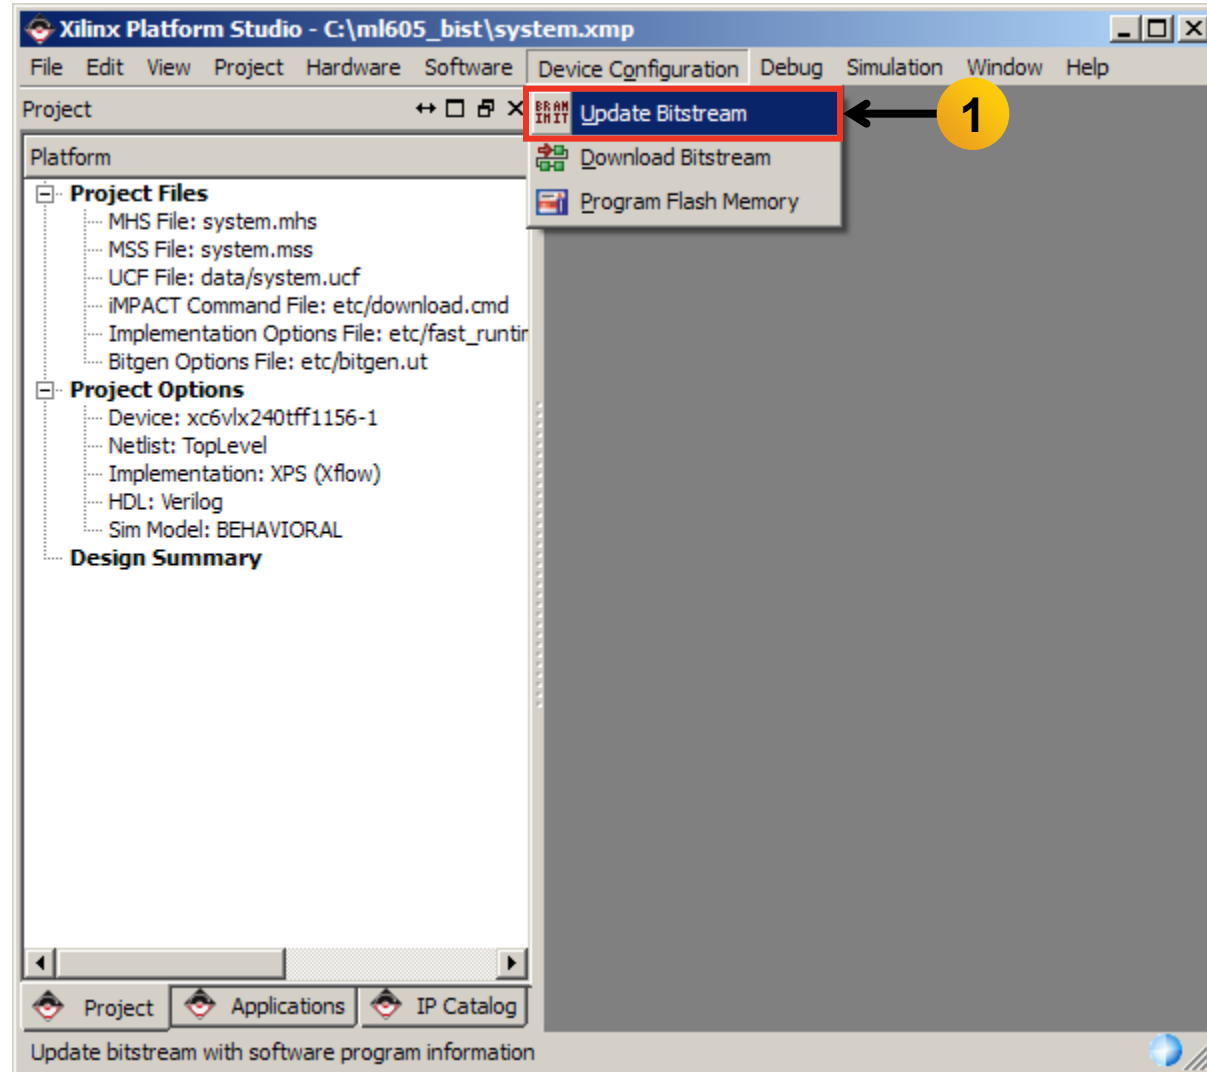 Xilinx Platform Studio - C:\ml605_bist\system.xmp
File Edit View Project Hardware Software Device Configuration Debug Simulation Window Help
Project
BRAM INIT Update Bitstream
1
Download Bitstream
Program Flash Memory
Platform
Project Files
MHS File: system.mhs
MSS File: system.mss
UCF File: data/system.ucf
iMPACT Command File: etc/download.cmd
Implementation Options File: etc/fast_runtin
Bitgen Options File: etc/bitgen.ut
Project Options
Device: xc6vlx240tff1156-1
Netlist: TopLevel
Implementation: XPS (Xflow)
HDL: Verilog
Sim Model: BEHAVIORAL
Design Summary
Project Applications IP Catalog
Update bitstream with software program information